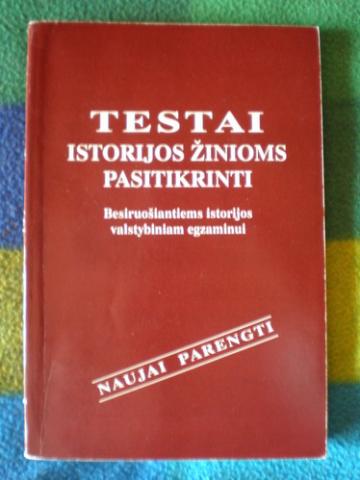 TESTAI
ISTORIJOS ŽINIOMS
PASITIKRINTI
Besiruošiantiems istorijos
valstybiniam egzaminui
NAUJAI PARENGTI